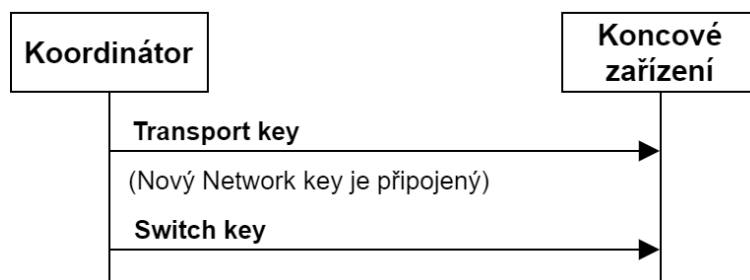 Koordinátor
Koncové
zařízení
Transport key
(Nový Network key je připojený)
Switch key